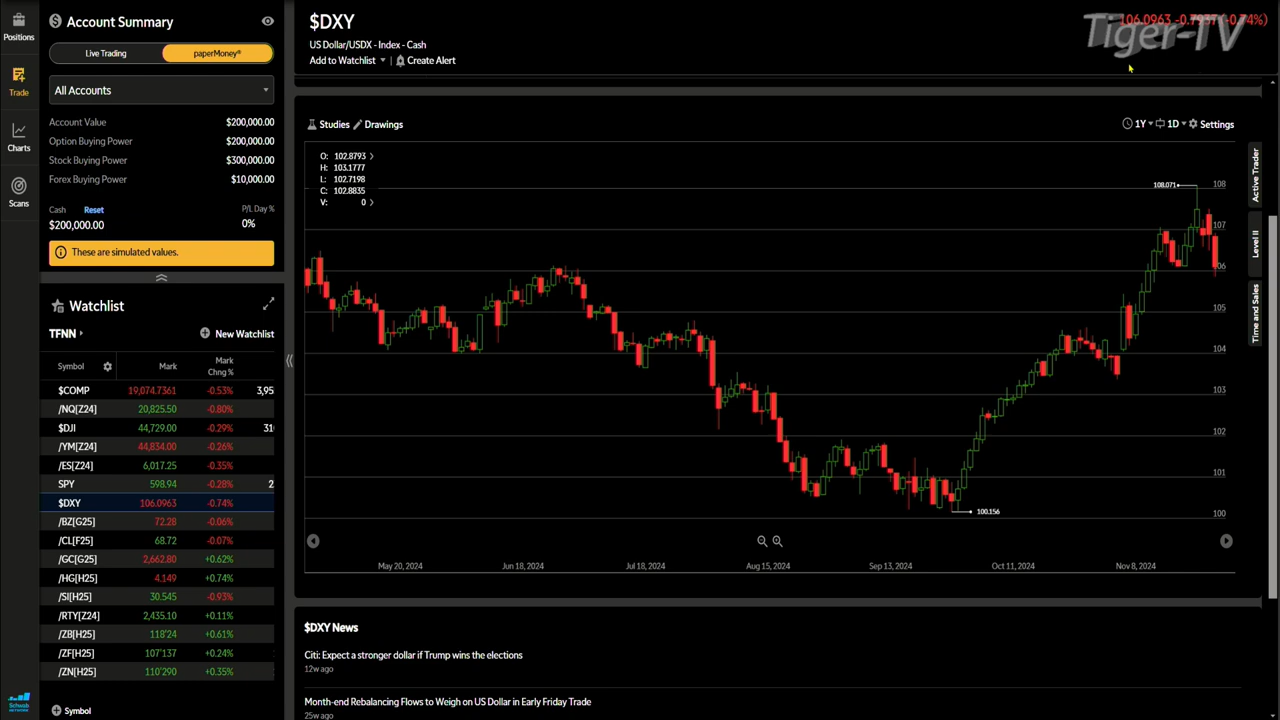 Positions
Trade
Charts
Scans
Schwab
NETWORK
Account Summary
Live Trading
paperMoney®
All Accounts
Account Value $200,000.00
Option Buying Power $200,000.00
Stock Buying Power $300,000.00
Forex Buying Power $10,000.00
Cash Reset P/L Day %
$200,000.00 0%
These are simulated values.
Watchlist
TFNN New Watchlist
Symbol Mark Mark Chng %
$COMP 19,074.7361 -0.53% 3,95
/NQ[Z24] 20,825.50 -0.80%
$DJI 44,729.00 -0.29% 31
/YM[Z24] 44,834.00 -0.26%
/ES[Z24] 6,017.25 -0.35%
SPY 598.94 -0.28% 2
$DXY 106.0963 -0.74%
/BZ[G25] 72.28 -0.06%
/CL[F25] 68.72 -0.07%
/GC[G25] 2,662.80 +0.62%
/HG[H25] 4.149 +0.74%
/SI[H25] 30.545 -0.93%
/RTY[Z24] 2,435.10 +0.11%
/ZB[H25] 118'24 +0.61%
/ZF[H25] 107'137 +0.24%
/ZN[H25] 110'290 +0.35%
Symbol
$DXY
106.0963 -0.7937 (-0.74%)
Tiger-TV
US Dollar/USDX - Index - Cash
Add to Watchlist | Create Alert
Studies Drawings
1Y 1D Settings
O: 102.8793
H: 103.1777
L: 102.7198
C: 102.8835
V: 0
108.071
100.156
108
107
106
105
104
103
102
101
100
May 20, 2024 Jun 18, 2024 Jul 18, 2024 Aug 15, 2024 Sep 13, 2024 Oct 11, 2024 Nov 8, 2024
Active Trader
Level II
Time and Sales
$DXY News
Citi: Expect a stronger dollar if Trump wins the elections
12w ago
Month-end Rebalancing Flows to Weigh on US Dollar in Early Friday Trade
25w ago